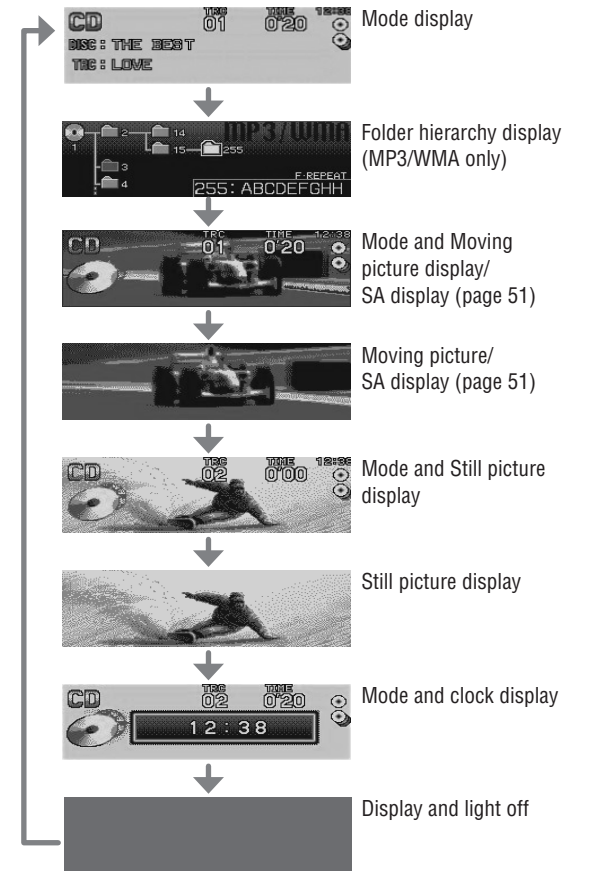 CD TRC 01 TIME 0'20 12:38
DISC : THE BEST
TRC : LOVE
Mode display
MP3/WMA
1 2 14
15 255
3
4
F-REPEAT
255: ABCDEFGHH
Folder hierarchy display
(MP3/WMA only)
CD TRC 01 TIME 0'20 12:38
Mode and Moving
picture display/
SA display (page 51)
Moving picture/
SA display (page 51)
CD TRC 02 TIME 0'00 12:38
Mode and Still picture
display
Still picture display
CD TRC 02 TIME 0'20
12:38
Mode and clock display
Display and light off